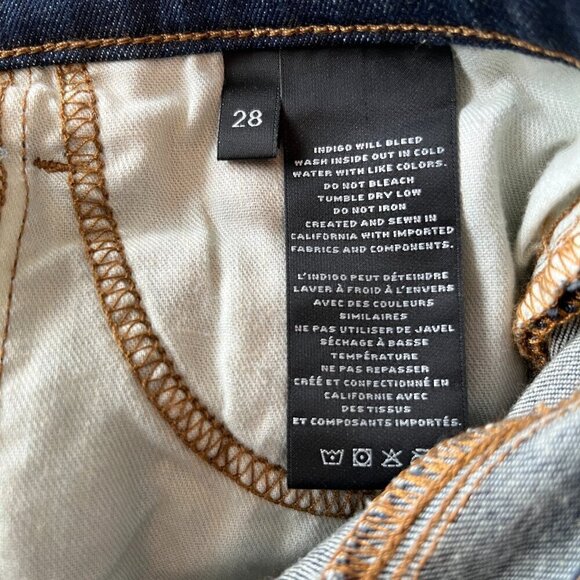 28
INDIGO WILL BLEED
WASH INSIDE OUT IN COLD
WATER WITH LIKE COLORS.
DO NOT BLEACH
TUMBLE DRY LOW
DO NOT IRON
CREATED AND SEWN IN
CALIFORNIA WITH IMPORTED
FABRICS AND COMPONENTS.
L'INDIGO PEUT DÉTEINDRE
LAVER À FROID À L'ENVERS
AVEC DES COULEURS
SIMILAIRES
NE PAS UTILISER DE JAVEL
SÉCHAGE À BASSE
TEMPÉRATURE
NE PAS REPASSER
CRÉÉ ET CONFECTIONNÉ EN
CALIFORNIE AVEC
DES TISSUS
ET COMPOSANTS IMPORTÉS.